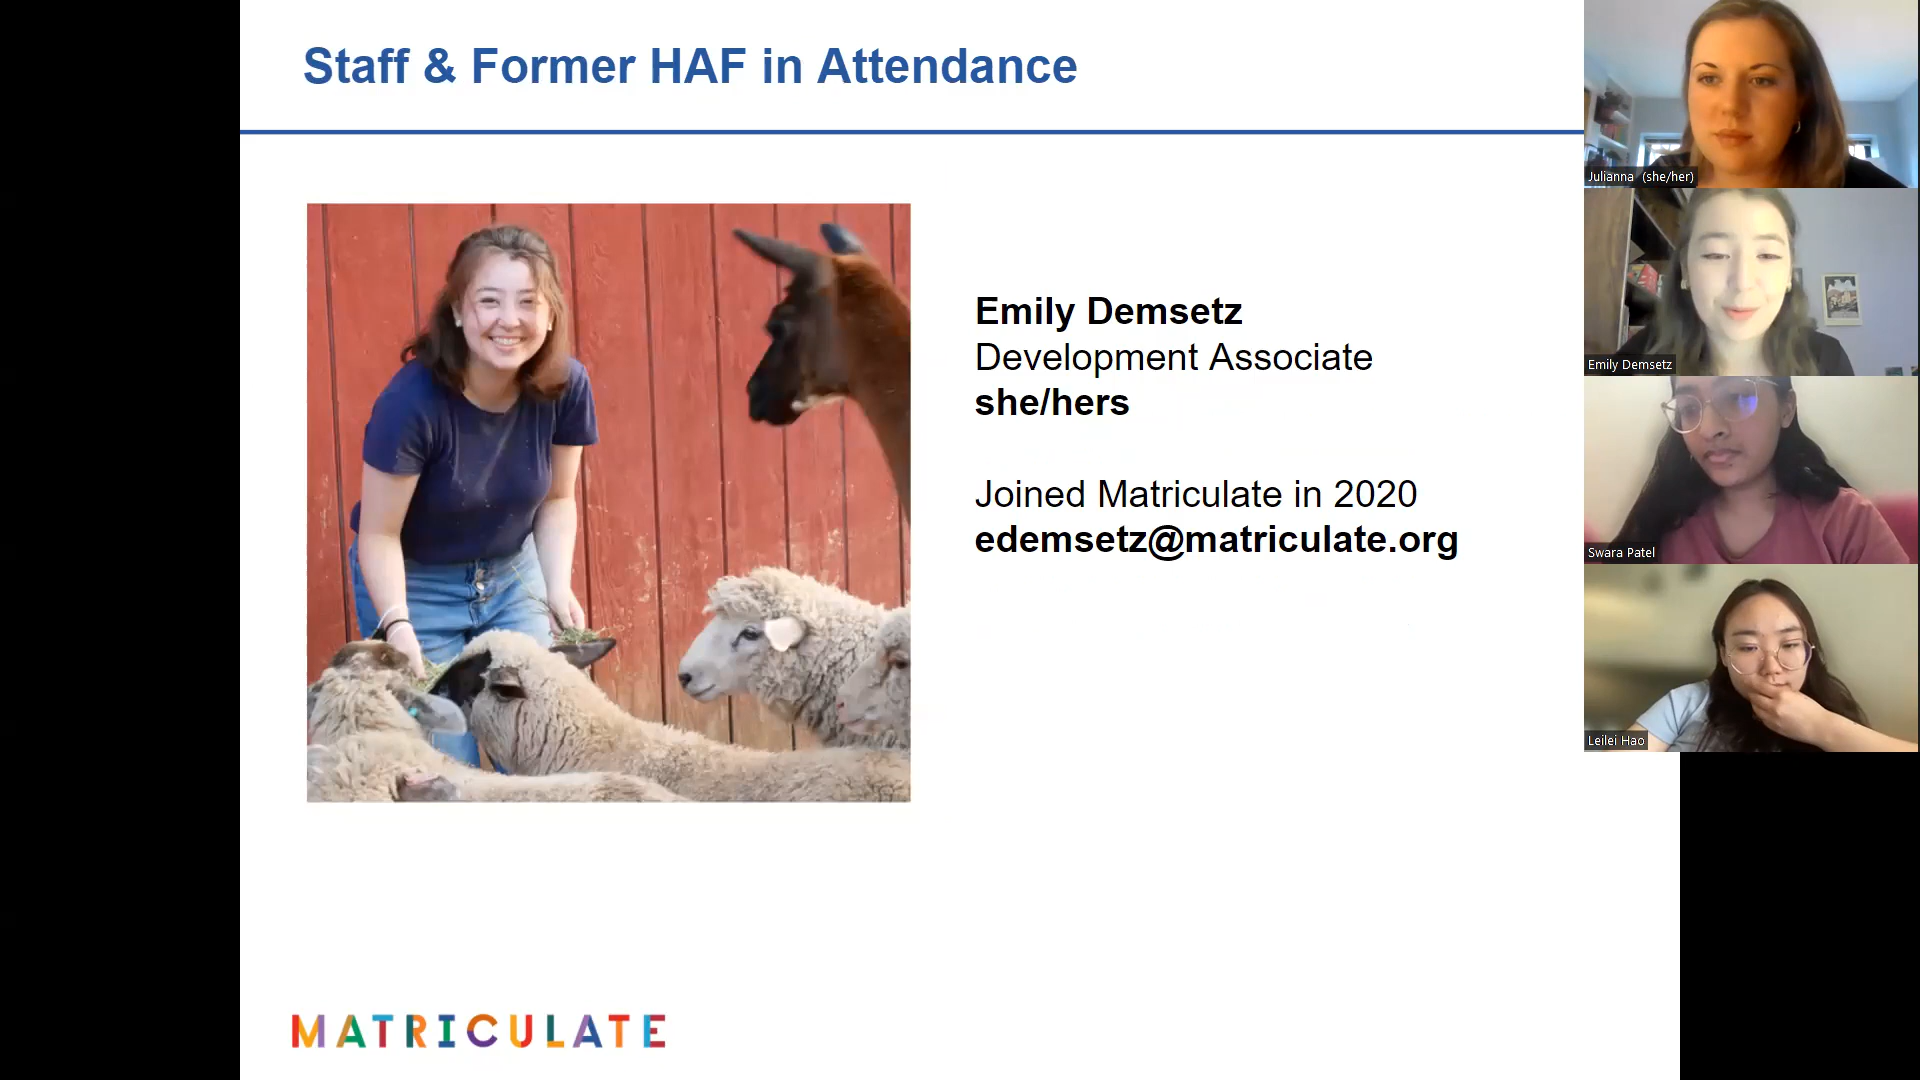 Staff & Former HAF in Attendance
Emily Demsetz
Development Associate
she/hers
Joined Matriculate in 2020
edemsetz@matriculate.org
MATRICULATE
Julianna (she/her)
Emily Demsetz
Swara Patel
Leilei Hao